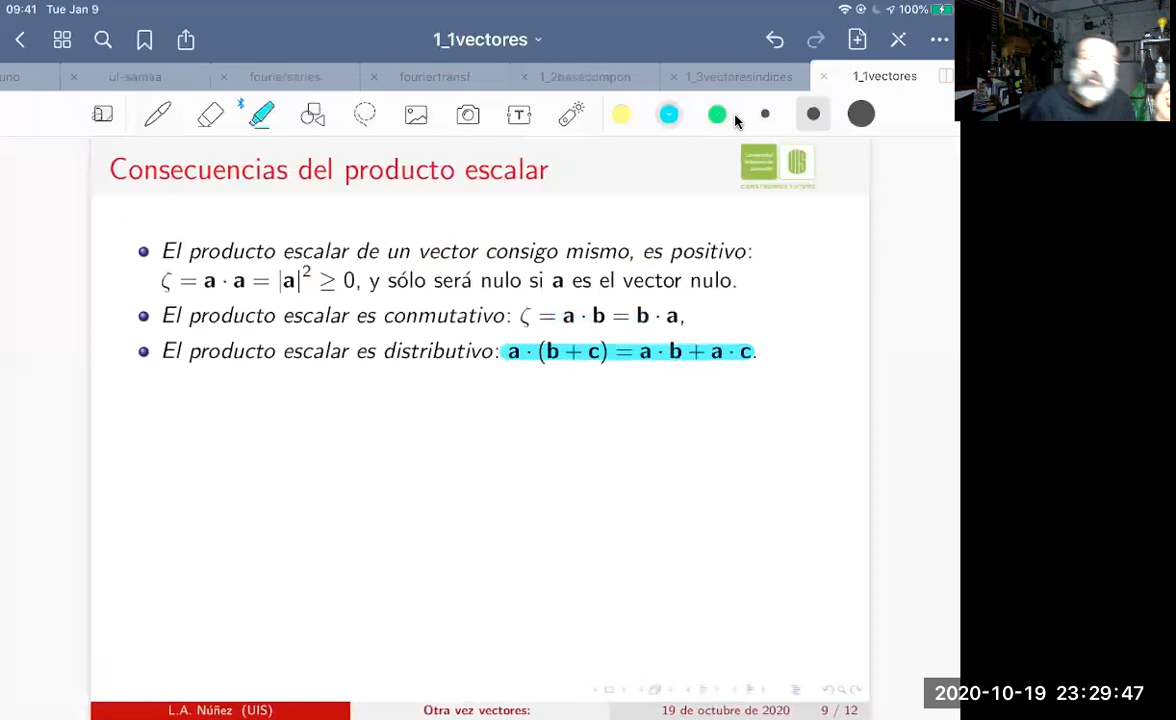 09:41 Tue Jan 9
100%
1_1vectores
uno
ul-samsa
fourierseries
fouriertransf
1_2basecompon
1_3vectoresindices
1_1vectores
Consecuencias del producto escalar
El producto escalar de un vector consigo mismo, es positivo:
ζ = a · a = |a|² ≥ 0, y sólo será nulo si a es el vector nulo.
El producto escalar es conmutativo: ζ = a · b = b · a,
El producto escalar es distributivo: a · (b + c) = a · b + a · c.
L.A. Núñez (UIS)
Otra vez vectores:
19 de octubre de 2020
9 / 12
2020-10-19 23:29:47